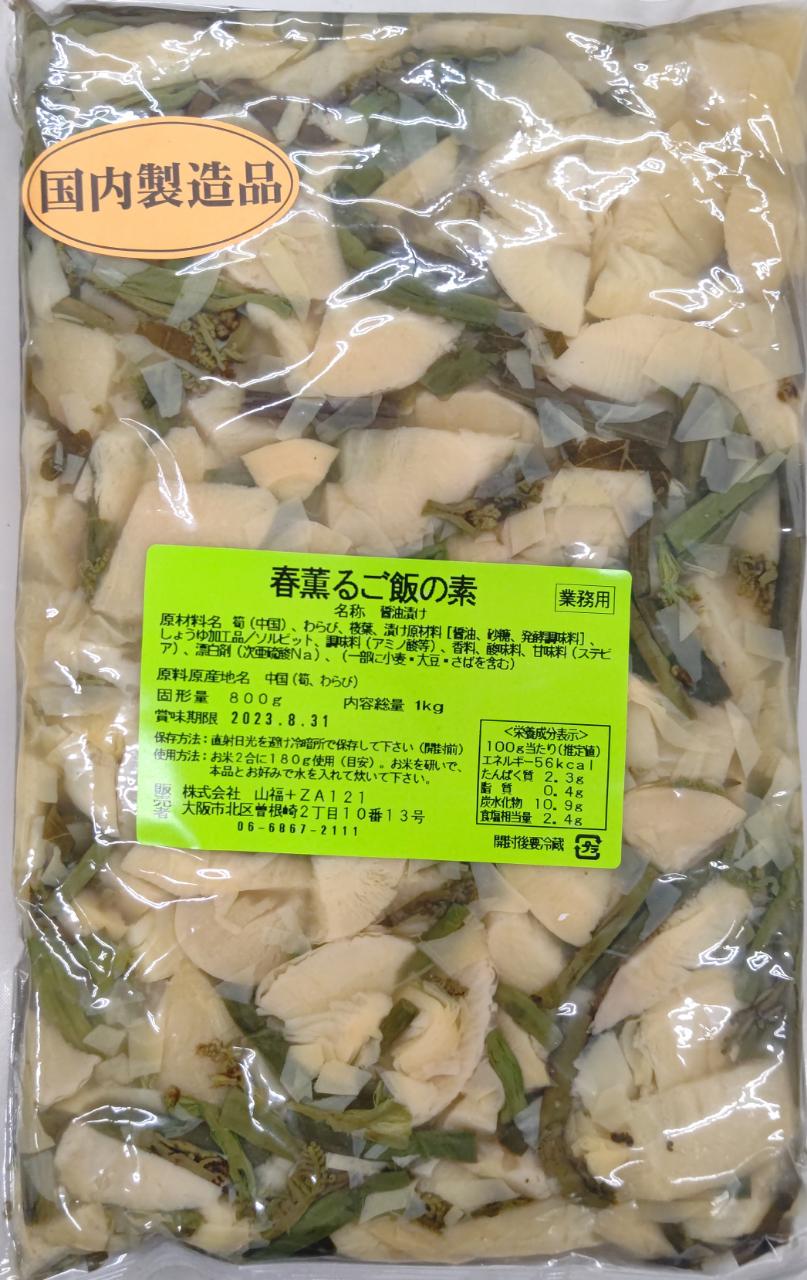 国内製造品
春薫るご飯の素
業務用
名称 醤油漬け
原材料名 筍(中国)、わらび、桜葉、漬け原材料[醤油、砂糖、発酵調味料]、
しょうゆ加工品/ソルビット、調味料(アミノ酸等)、香料、酸味料、甘味料(ステビ
ア)、漂白剤(次亜硫酸Na)、(一部に小麦・大豆・さばを含む)
原料原産地名 中国(筍、わらび)
固形量 800g 内容総量 1kg
賞味期限 2023.8.31
保存方法:直射日光を避け冷暗所で保存して下さい(開封前)
使用方法:お米2合に180g使用(目安)。お米を研いで、
本品とお好みで水を入れて炊いて下さい。
販売者 株式会社 山福+ZA121
大阪市北区曽根崎2丁目10番13号
06-6867-2111
<栄養成分表示>
100g当たり(推定値)
エネルギー56kcal
たんぱく質 2.3g
脂質 0.4g
炭水化物 10.9g
食塩相当量 2.4g
開封後要冷蔵 プラ